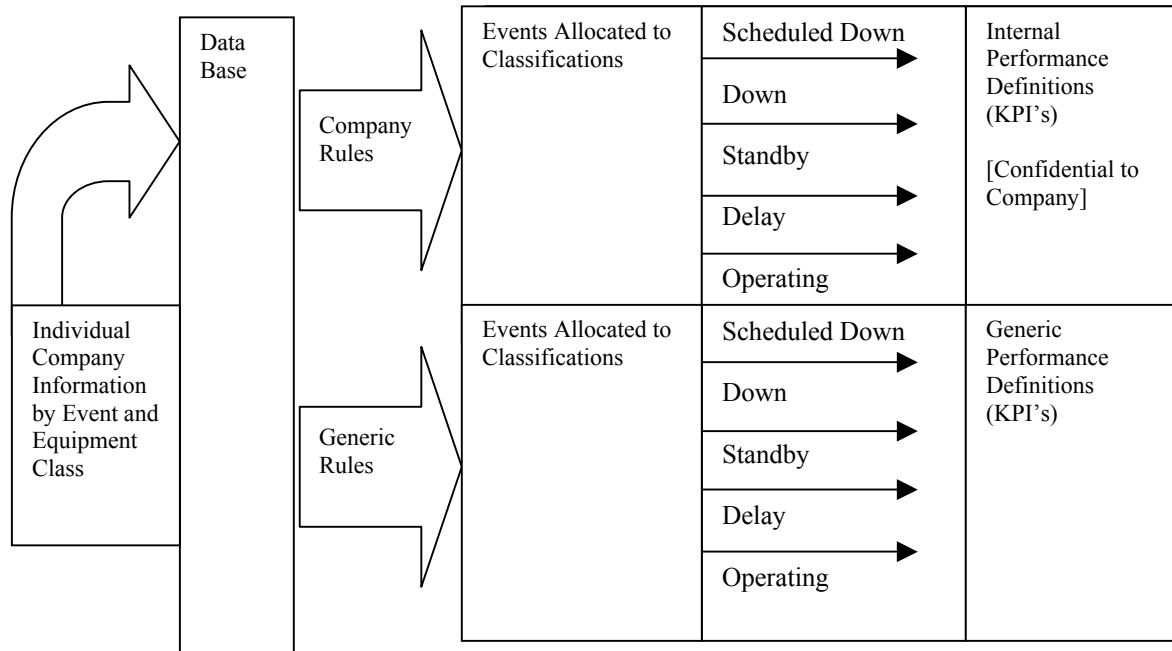 Data
Base
Company
Rules
Events Allocated to
Classifications
Scheduled Down
Down
Standby
Delay
Operating
Internal
Performance
Definitions
(KPI’s)
[Confidential to
Company]
Individual
Company
Information
by Event and
Equipment
Class
Generic
Rules
Events Allocated to
Classifications
Scheduled Down
Down
Standby
Delay
Operating
Generic
Performance
Definitions
(KPI’s)